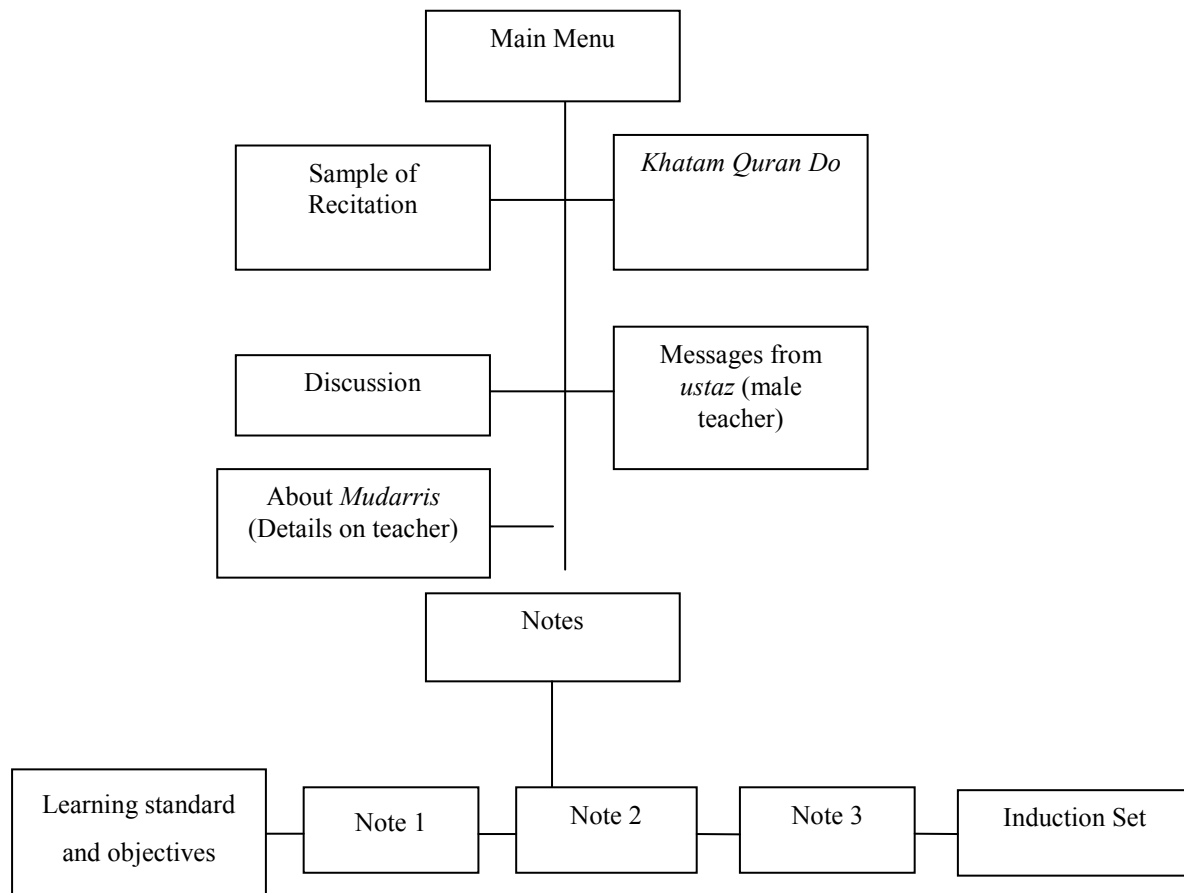 Main Menu
Sample of
Recitation
Khatam Quran Do
Discussion
Messages from
ustaz (male
teacher)
About Mudarris
(Details on teacher)
Notes
Learning standard
and objectives
Note 1
Note 2
Note 3
Induction Set